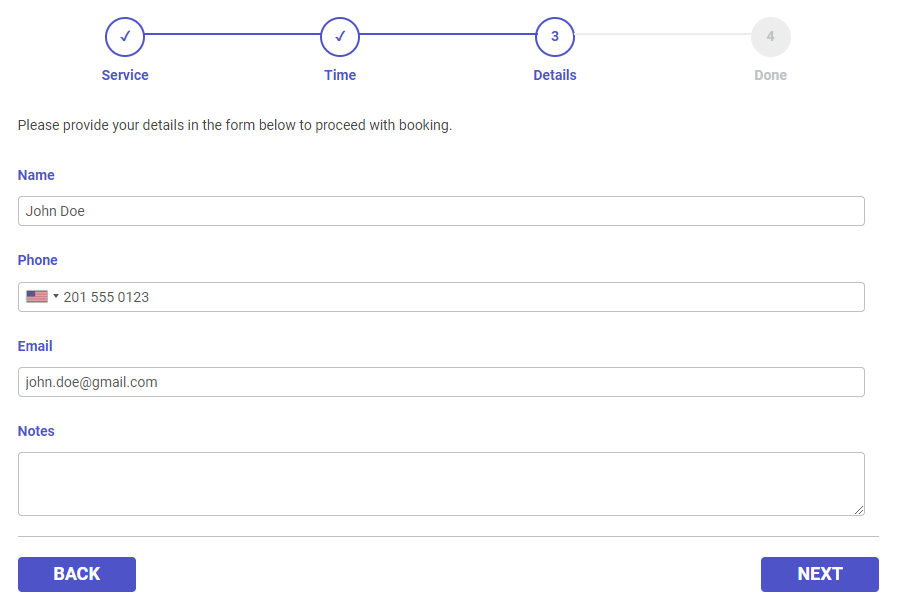 ✓ ✓ 3 4
Service Time Details Done
Please provide your details in the form below to proceed with booking.
Name
John Doe
Phone
201 555 0123
Email
john.doe@gmail.com
Notes
BACK NEXT